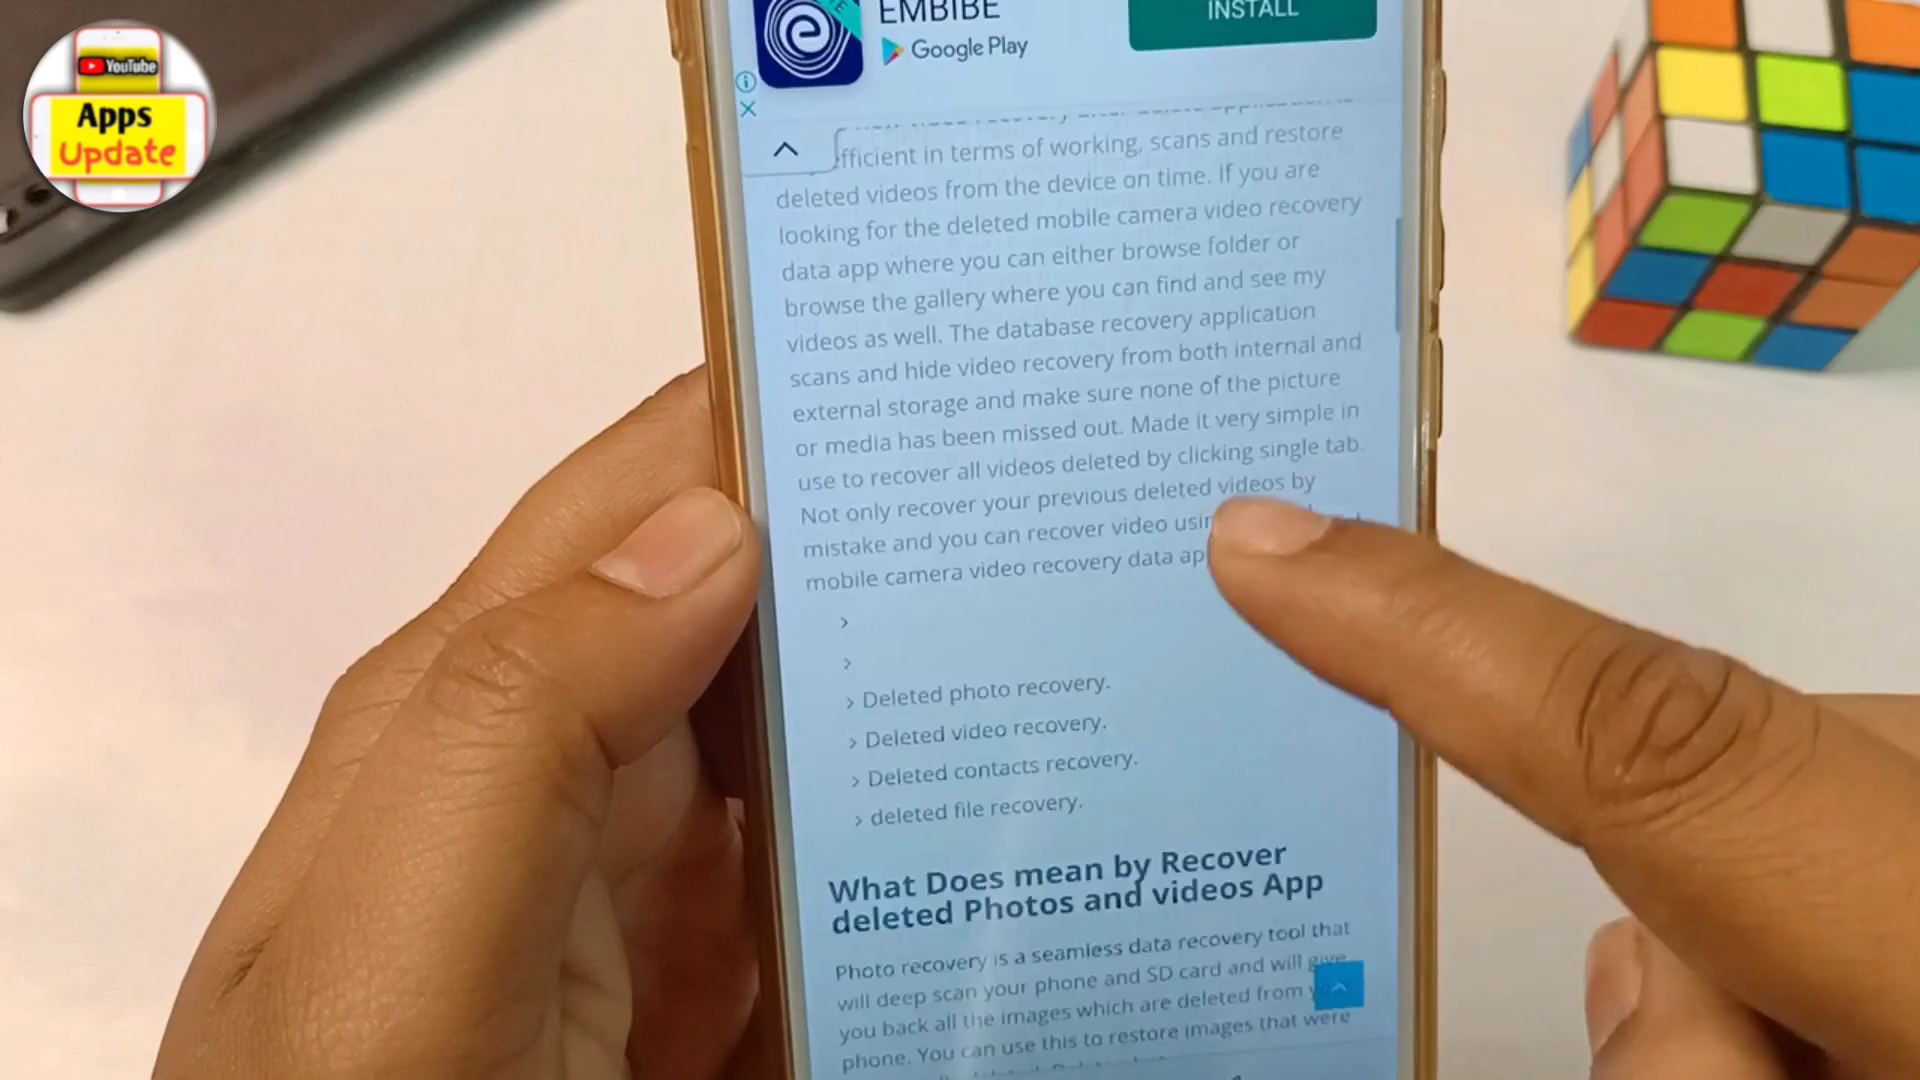 YouTube
Apps
Update
EMBIBE
Google Play
INSTALL
efficient in terms of working, scans and restore
deleted videos from the device on time. If you are
looking for the deleted mobile camera video recovery
data app where you can either browse folder or
browse the gallery where you can find and see my
videos as well. The database recovery application
scans and hide video recovery from both internal and
external storage and make sure none of the picture
or media has been missed out. Made it very simple in
use to recover all videos deleted by clicking single tab.
Not only recover your previous deleted videos by
mistake and you can recover video
mobile camera video recovery data
> 
> 
> Deleted photo recovery.
> Deleted video recovery.
> Deleted contacts recovery.
> deleted file recovery.
What Does mean by Recover
deleted Photos and videos App
Photo recovery is a seamless data recovery tool that
will deep scan your phone and SD card and will give
you back all the images which are deleted from
phone. You can use this to restore images that were